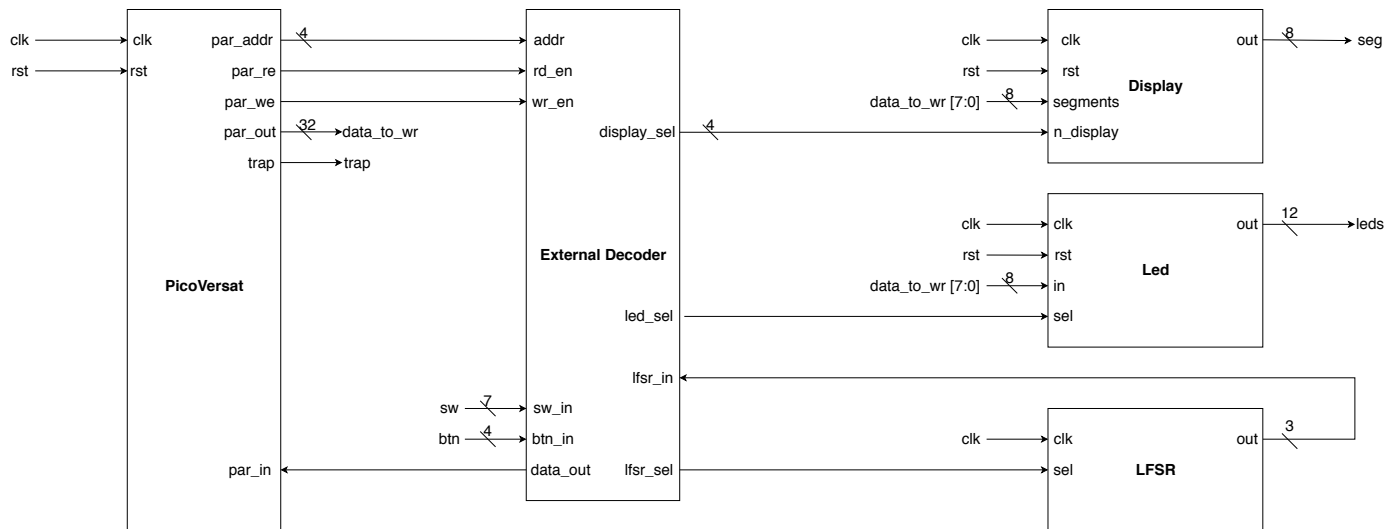 clk
clk
par_addr
4
addr
rst
rst
par_re
rd_en
par_we
wr_en
par_out
32
data_to_wr
display_sel
4
trap
trap
PicoVersat
External Decoder
led_sel
lfsr_in
sw
7
sw_in
btn
4
btn_in
par_in
data_out
lfsr_sel
clk
clk
out
8
seg
rst
rst
Display
data_to_wr [7:0]
8
segments
n_display
clk
clk
out
12
leds
rst
rst
Led
data_to_wr [7:0]
8
in
sel
clk
clk
out
3
sel
LFSR